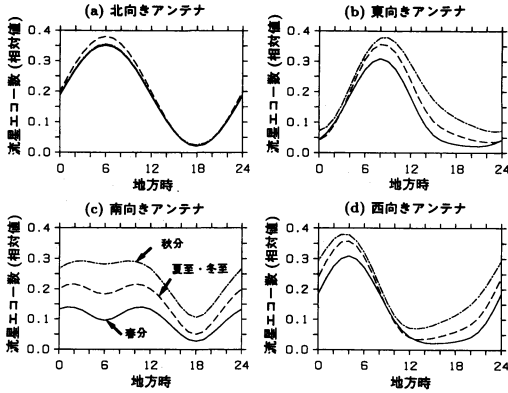 (a) 北向きアンテナ
流星エコー数(相対値)
0.4
0.3
0.2
0.1
0.0
0 6 12 18 24
地方時
(b) 東向きアンテナ
流星エコー数(相対値)
0.4
0.3
0.2
0.1
0.0
0 6 12 18 24
地方時
(c) 南向きアンテナ
流星エコー数(相対値)
0.4
0.3
0.2
0.1
0.0
秋分
夏至・冬至
春分
0 6 12 18 24
地方時
(d) 西向きアンテナ
流星エコー数(相対値)
0.4
0.3
0.2
0.1
0.0
0 6 12 18 24
地方時